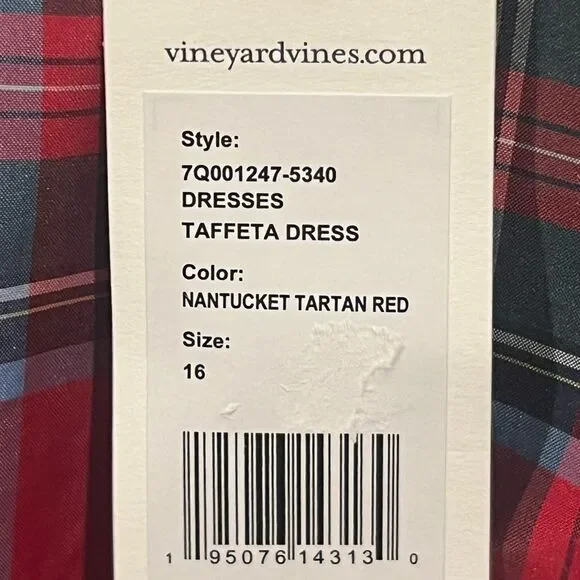 vineyardvines.com
Style:
7Q001247-5340
DRESSES
TAFFETA DRESS
Color:
NANTUCKET TARTAN RED
Size:
16
1 95076 14313 0